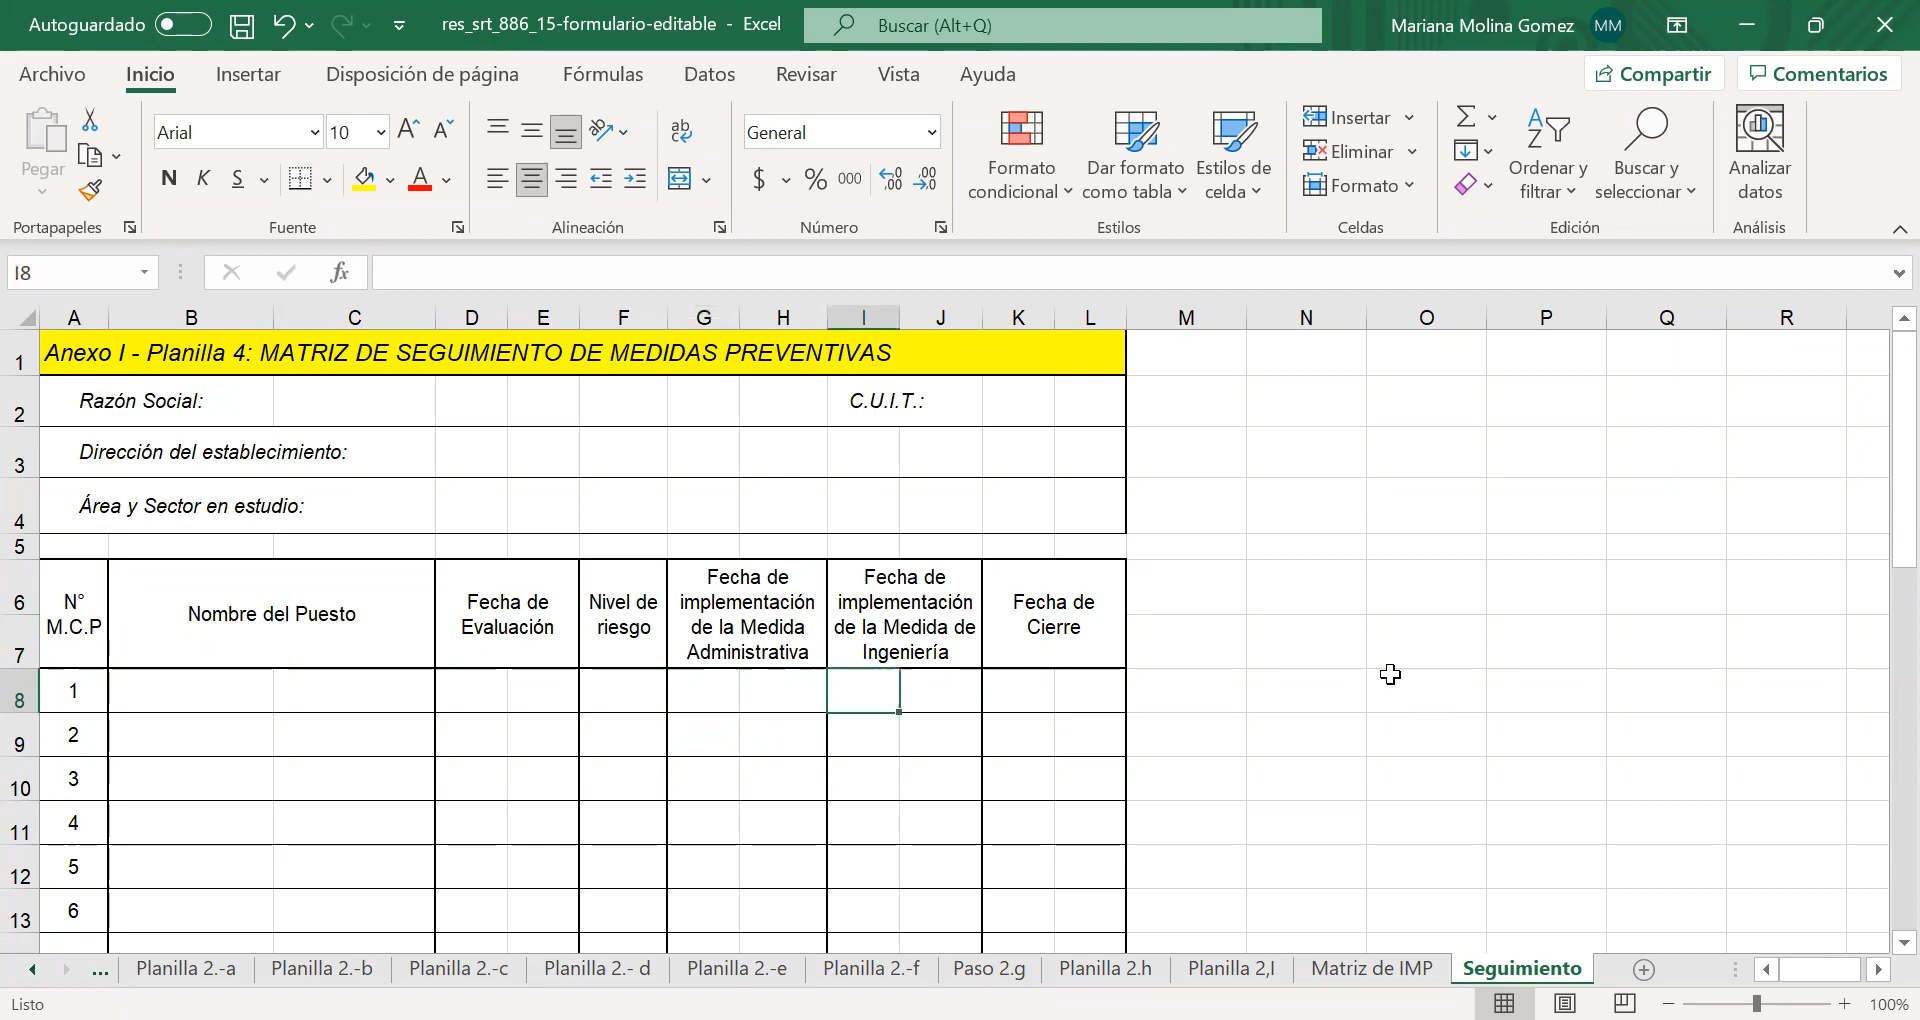 Autoguardado
res_srt_886_15-formulario-editable - Excel
Buscar (Alt+Q)
Mariana Molina Gomez MM
Archivo Inicio Insertar Disposición de página Fórmulas Datos Revisar Vista Ayuda
Compartir Comentarios
Pegar
Arial 10
N K S A
ab
General
$ % 000
Formato condicional
Dar formato como tabla
Estilos de celda
Insertar
Eliminar
Formato
Ordenar y filtrar
Buscar y seleccionar
Analizar datos
Portapapeles Fuente Alineación Número Estilos Celdas Edición Análisis
I8 fx
A B C D E F G H I J K L M N O P Q R
1 Anexo I - Planilla 4: MATRIZ DE SEGUIMIENTO DE MEDIDAS PREVENTIVAS
2 Razón Social: C.U.I.T.:
3 Dirección del establecimiento:
4 Área y Sector en estudio:
5
6
7
N° M.C.P
Nombre del Puesto
Fecha de Evaluación
Nivel de riesgo
Fecha de implementación de la Medida Administrativa
Fecha de implementación de la Medida de Ingeniería
Fecha de Cierre
8 1
9 2
10 3
11 4
12 5
13 6
... Planilla 2.-a Planilla 2.-b Planilla 2.-c Planilla 2.- d Planilla 2.-e Planilla 2.-f Paso 2.g Planilla 2.h Planilla 2,I Matriz de IMP Seguimiento
Listo
100%